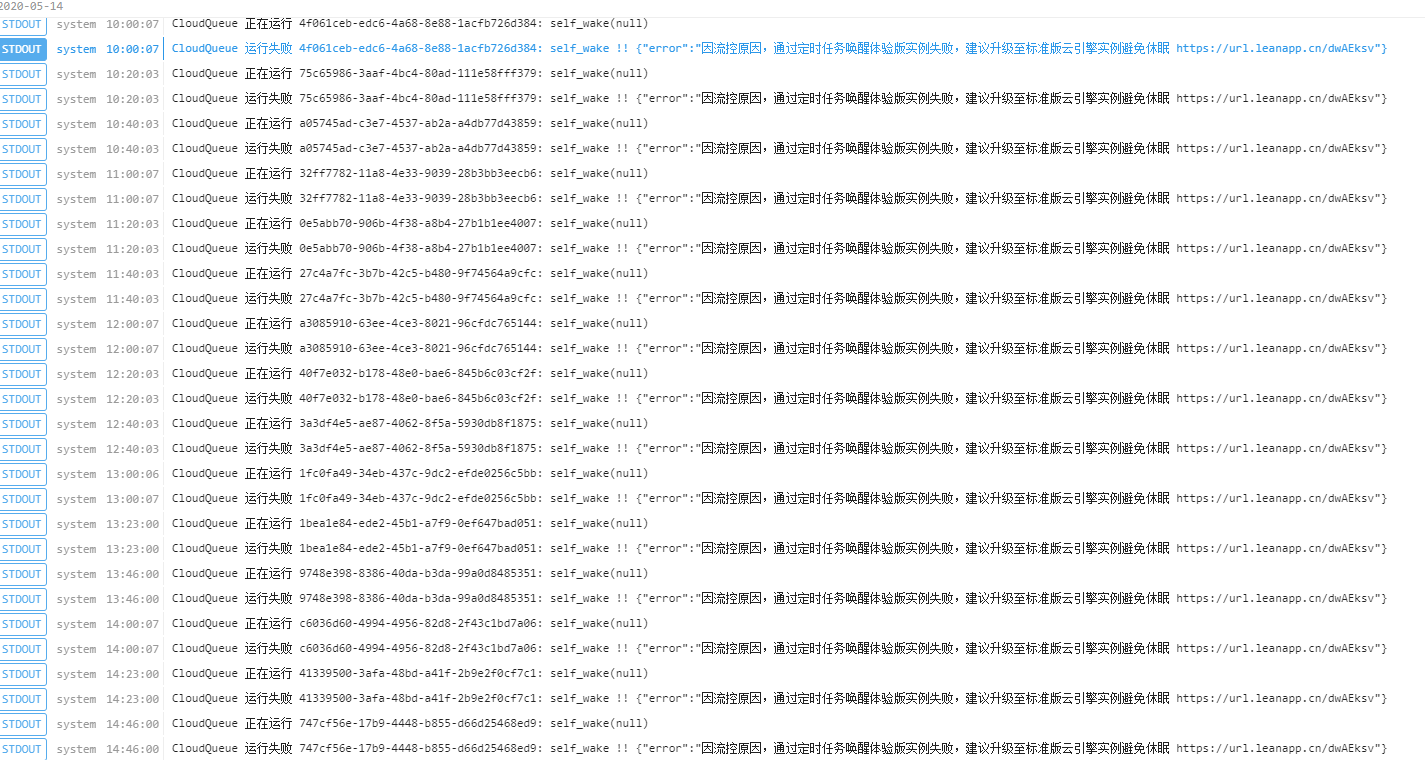 2020-05-14
STDOUT system 10:00:07 CloudQueue 正在运行 4f061ceb-edc6-4a68-8e88-1acfb726d384: self_wake(null)
STDOUT system 10:00:07 CloudQueue 运行失败 4f061ceb-edc6-4a68-8e88-1acfb726d384: self_wake !! {"error":"因流控原因，通过定时任务唤醒体验版实例失败，建议升级至标准版云引擎实例避免休眠 https://url.leanapp.cn/dwAEksv"}
STDOUT system 10:20:03 CloudQueue 正在运行 75c65986-3aaf-4bc4-80ad-111e58fff379: self_wake(null)
STDOUT system 10:20:03 CloudQueue 运行失败 75c65986-3aaf-4bc4-80ad-111e58fff379: self_wake !! {"error":"因流控原因，通过定时任务唤醒体验版实例失败，建议升级至标准版云引擎实例避免休眠 https://url.leanapp.cn/dwAEksv"}
STDOUT system 10:40:03 CloudQueue 正在运行 a05745ad-c3e7-4537-ab2a-a4db77d43859: self_wake(null)
STDOUT system 10:40:03 CloudQueue 运行失败 a05745ad-c3e7-4537-ab2a-a4db77d43859: self_wake !! {"error":"因流控原因，通过定时任务唤醒体验版实例失败，建议升级至标准版云引擎实例避免休眠 https://url.leanapp.cn/dwAEksv"}
STDOUT system 11:00:07 CloudQueue 正在运行 32ff7782-11a8-4e33-9039-28b3bb3eecb6: self_wake(null)
STDOUT system 11:00:07 CloudQueue 运行失败 32ff7782-11a8-4e33-9039-28b3bb3eecb6: self_wake !! {"error":"因流控原因，通过定时任务唤醒体验版实例失败，建议升级至标准版云引擎实例避免休眠 https://url.leanapp.cn/dwAEksv"}
STDOUT system 11:20:03 CloudQueue 正在运行 0e5abb70-906b-4f38-a8b4-27b1b1ee4007: self_wake(null)
STDOUT system 11:20:03 CloudQueue 运行失败 0e5abb70-906b-4f38-a8b4-27b1b1ee4007: self_wake !! {"error":"因流控原因，通过定时任务唤醒体验版实例失败，建议升级至标准版云引擎实例避免休眠 https://url.leanapp.cn/dwAEksv"}
STDOUT system 11:40:03 CloudQueue 正在运行 27c4a7fc-3b7b-42c5-b480-9f74564a9cfc: self_wake(null)
STDOUT system 11:40:03 CloudQueue 运行失败 27c4a7fc-3b7b-42c5-b480-9f74564a9cfc: self_wake !! {"error":"因流控原因，通过定时任务唤醒体验版实例失败，建议升级至标准版云引擎实例避免休眠 https://url.leanapp.cn/dwAEksv"}
STDOUT system 12:00:07 CloudQueue 正在运行 a3085910-63ee-4ce3-8021-96cfdc765144: self_wake(null)
STDOUT system 12:00:07 CloudQueue 运行失败 a3085910-63ee-4ce3-8021-96cfdc765144: self_wake !! {"error":"因流控原因，通过定时任务唤醒体验版实例失败，建议升级至标准版云引擎实例避免休眠 https://url.leanapp.cn/dwAEksv"}
STDOUT system 12:20:03 CloudQueue 正在运行 40f7e032-b178-48e0-bae6-845b6c03cf2f: self_wake(null)
STDOUT system 12:20:03 CloudQueue 运行失败 40f7e032-b178-48e0-bae6-845b6c03cf2f: self_wake !! {"error":"因流控原因，通过定时任务唤醒体验版实例失败，建议升级至标准版云引擎实例避免休眠 https://url.leanapp.cn/dwAEksv"}
STDOUT system 12:40:03 CloudQueue 正在运行 3a3df4e5-ae87-4062-8f5a-5930db8f1875: self_wake(null)
STDOUT system 12:40:03 CloudQueue 运行失败 3a3df4e5-ae87-4062-8f5a-5930db8f1875: self_wake !! {"error":"因流控原因，通过定时任务唤醒体验版实例失败，建议升级至标准版云引擎实例避免休眠 https://url.leanapp.cn/dwAEksv"}
STDOUT system 13:00:06 CloudQueue 正在运行 1fc0fa49-34eb-437c-9dc2-efde0256c5bb: self_wake(null)
STDOUT system 13:00:07 CloudQueue 运行失败 1fc0fa49-34eb-437c-9dc2-efde0256c5bb: self_wake !! {"error":"因流控原因，通过定时任务唤醒体验版实例失败，建议升级至标准版云引擎实例避免休眠 https://url.leanapp.cn/dwAEksv"}
STDOUT system 13:23:00 CloudQueue 正在运行 1bea1e84-ede2-45b1-a7f9-0ef647bad051: self_wake(null)
STDOUT system 13:23:00 CloudQueue 运行失败 1bea1e84-ede2-45b1-a7f9-0ef647bad051: self_wake !! {"error":"因流控原因，通过定时任务唤醒体验版实例失败，建议升级至标准版云引擎实例避免休眠 https://url.leanapp.cn/dwAEksv"}
STDOUT system 13:46:00 CloudQueue 正在运行 9748e398-8386-40da-b3da-99a0d8485351: self_wake(null)
STDOUT system 13:46:00 CloudQueue 运行失败 9748e398-8386-40da-b3da-99a0d8485351: self_wake !! {"error":"因流控原因，通过定时任务唤醒体验版实例失败，建议升级至标准版云引擎实例避免休眠 https://url.leanapp.cn/dwAEksv"}
STDOUT system 14:00:07 CloudQueue 正在运行 c6036d60-4994-4956-82d8-2f43c1bd7a06: self_wake(null)
STDOUT system 14:00:07 CloudQueue 运行失败 c6036d60-4994-4956-82d8-2f43c1bd7a06: self_wake !! {"error":"因流控原因，通过定时任务唤醒体验版实例失败，建议升级至标准版云引擎实例避免休眠 https://url.leanapp.cn/dwAEksv"}
STDOUT system 14:23:00 CloudQueue 正在运行 41339500-3afa-48bd-a41f-2b9e2f0cf7c1: self_wake(null)
STDOUT system 14:23:00 CloudQueue 运行失败 41339500-3afa-48bd-a41f-2b9e2f0cf7c1: self_wake !! {"error":"因流控原因，通过定时任务唤醒体验版实例失败，建议升级至标准版云引擎实例避免休眠 https://url.leanapp.cn/dwAEksv"}
STDOUT system 14:46:00 CloudQueue 正在运行 747cf56e-17b9-4448-b855-d66d25468ed9: self_wake(null)
STDOUT system 14:46:00 CloudQueue 运行失败 747cf56e-17b9-4448-b855-d66d25468ed9: self_wake !! {"error":"因流控原因，通过定时任务唤醒体验版实例失败，建议升级至标准版云引擎实例避免休眠 https://url.leanapp.cn/dwAEksv"}